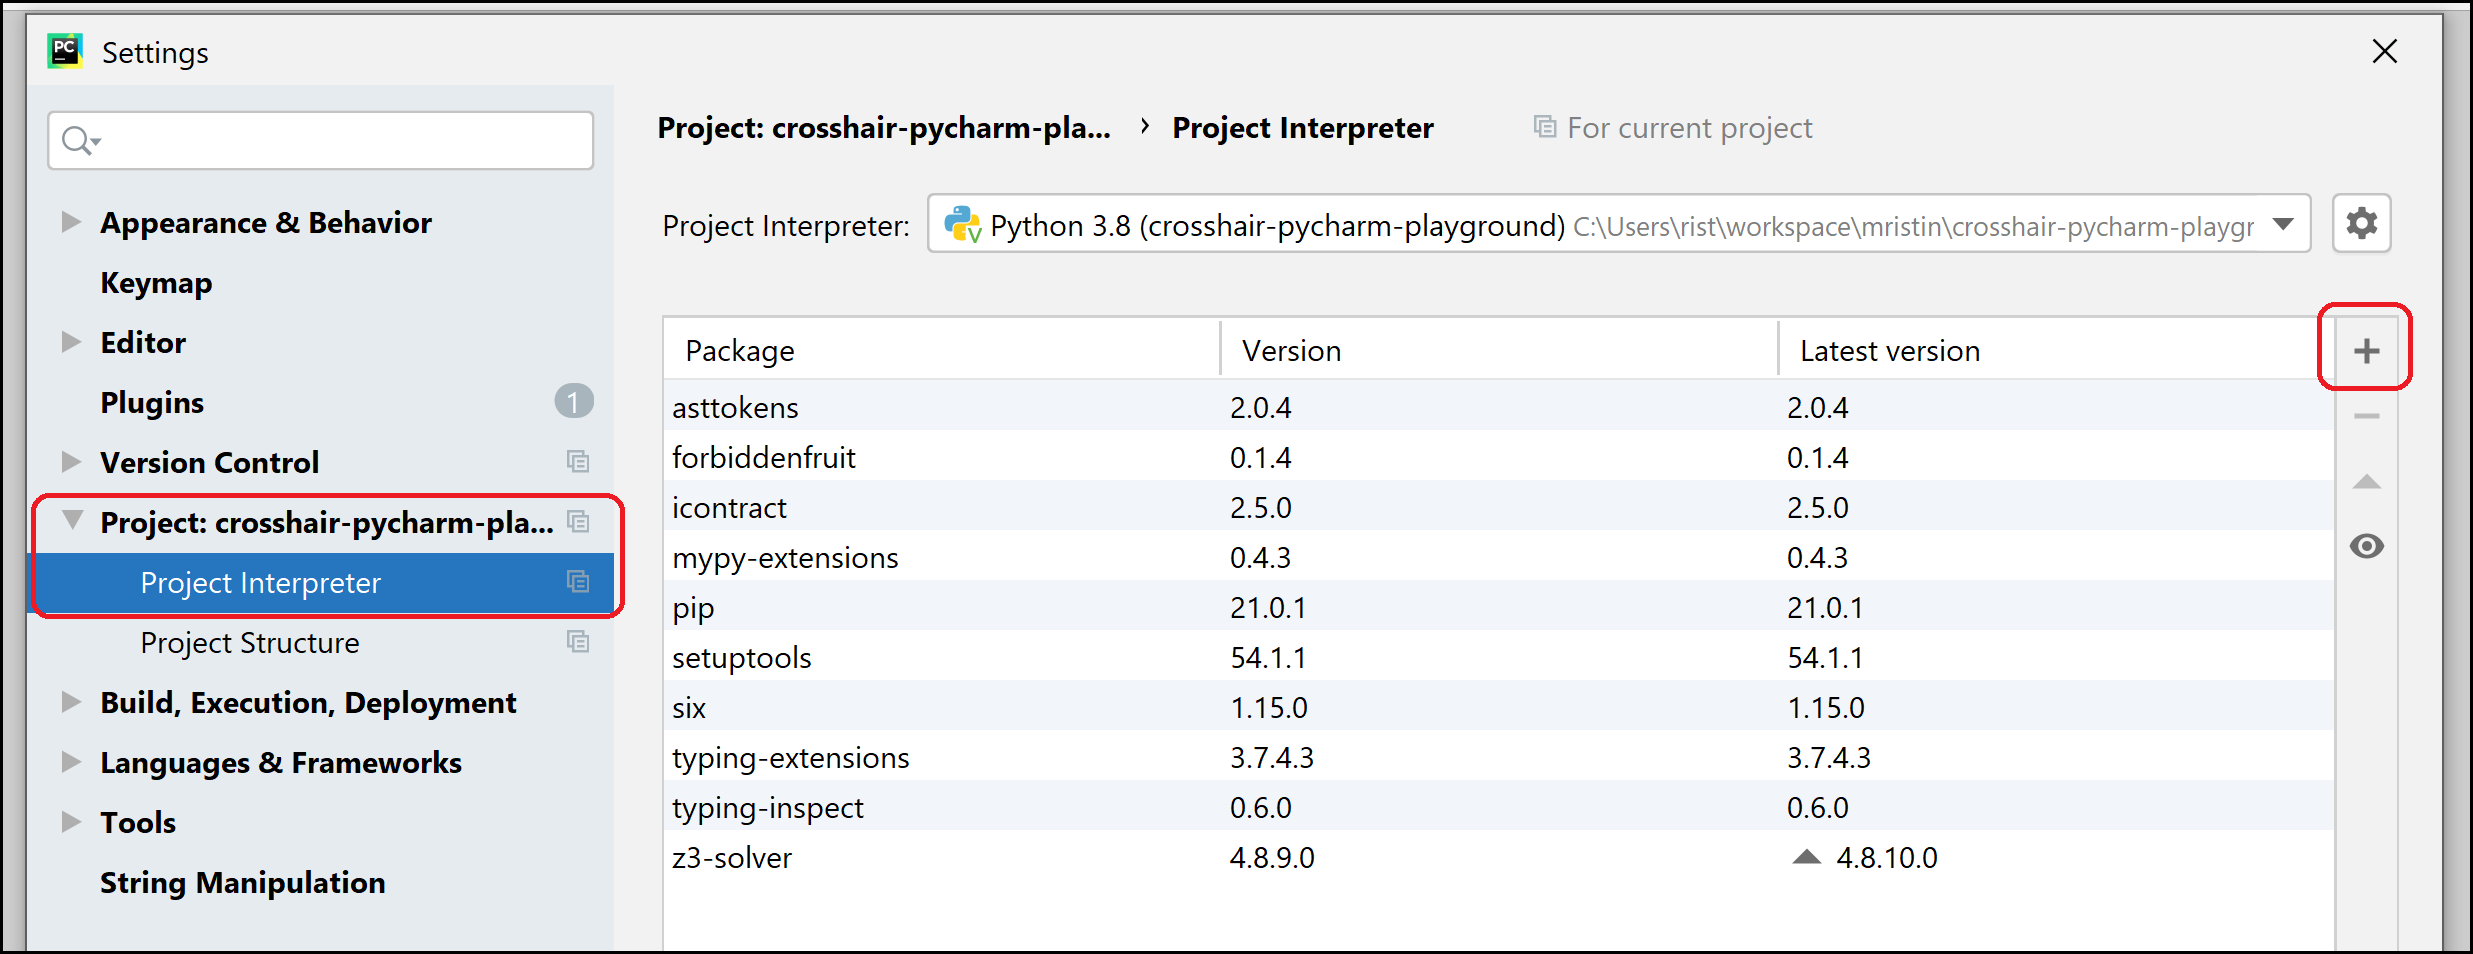 PC
Settings
Appearance & Behavior
Keymap
Editor
Plugins 1
Version Control
Project: crosshair-pycharm-pla...
Project Interpreter
Project Structure
Build, Execution, Deployment
Languages & Frameworks
Tools
String Manipulation
Project: crosshair-pycharm-pla... › Project Interpreter For current project
Project Interpreter: Python 3.8 (crosshair-pycharm-playground) C:\Users\rist\workspace\mristin\crosshair-pycharm-playgr
Package Version Latest version
asttokens 2.0.4 2.0.4
forbiddenfruit 0.1.4 0.1.4
icontract 2.5.0 2.5.0
mypy-extensions 0.4.3 0.4.3
pip 21.0.1 21.0.1
setuptools 54.1.1 54.1.1
six 1.15.0 1.15.0
typing-extensions 3.7.4.3 3.7.4.3
typing-inspect 0.6.0 0.6.0
z3-solver 4.8.9.0 4.8.10.0